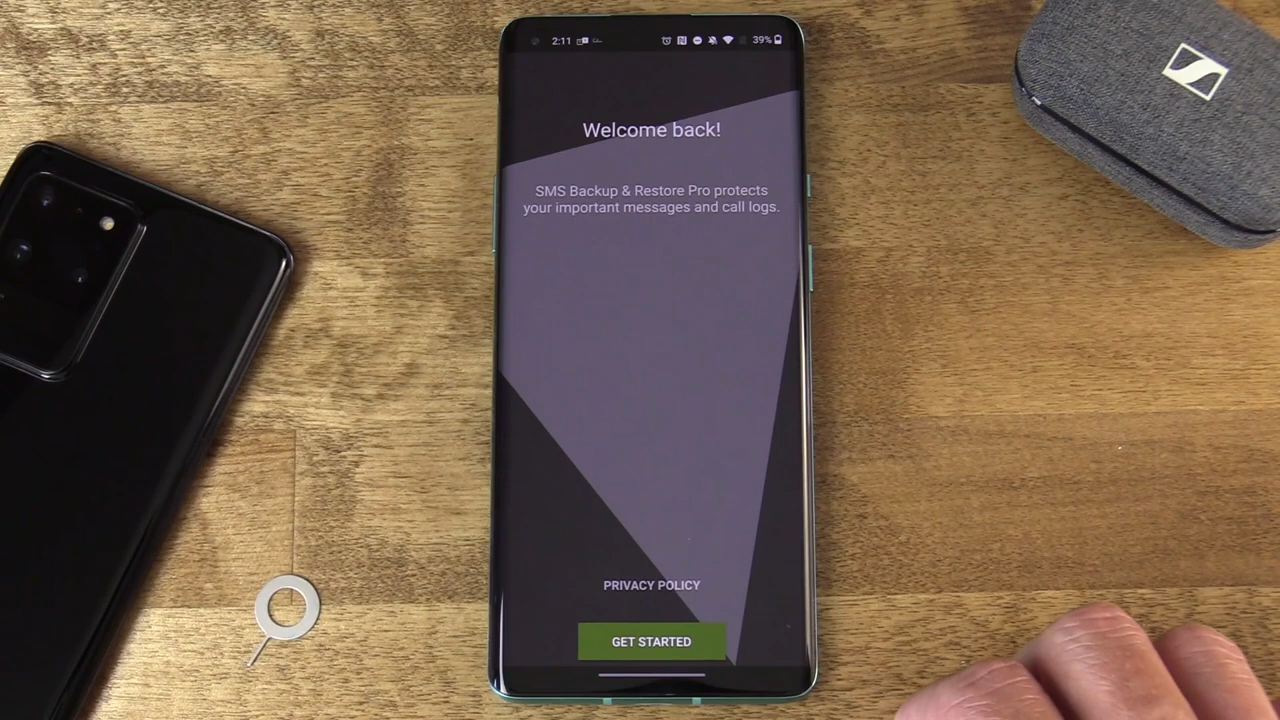 2:11
39%
Welcome back!
SMS Backup & Restore Pro protects
your important messages and call logs.
PRIVACY POLICY
GET STARTED